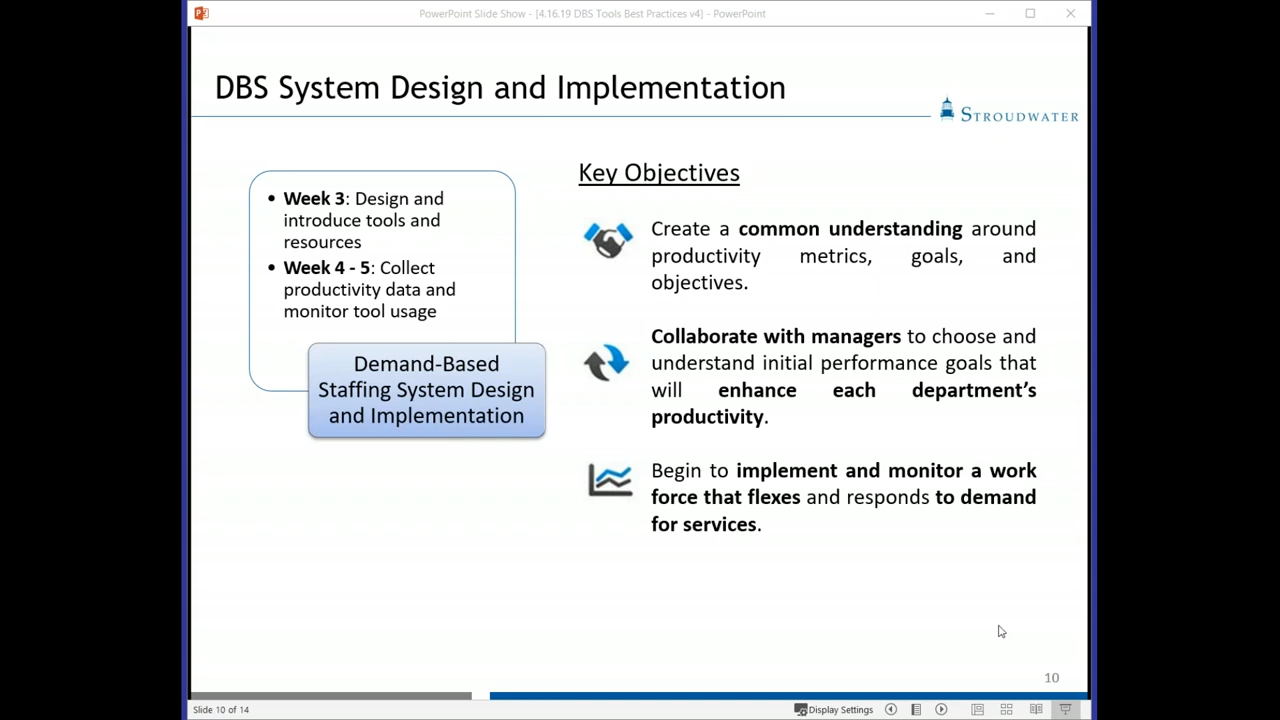 PowerPoint Slide Show - [4.16.19 DBS Tools Best Practices v4] - PowerPoint
DBS System Design and Implementation
STROUDWATER
• Week 3: Design and
introduce tools and
resources
• Week 4 - 5: Collect
productivity data and
monitor tool usage
Demand-Based
Staffing System Design
and Implementation
Key Objectives
Create a common understanding around
productivity metrics, goals, and
objectives.
Collaborate with managers to choose and
understand initial performance goals that
will enhance each department’s
productivity.
Begin to implement and monitor a work
force that flexes and responds to demand
for services.
10
Slide 10 of 14
Display Settings